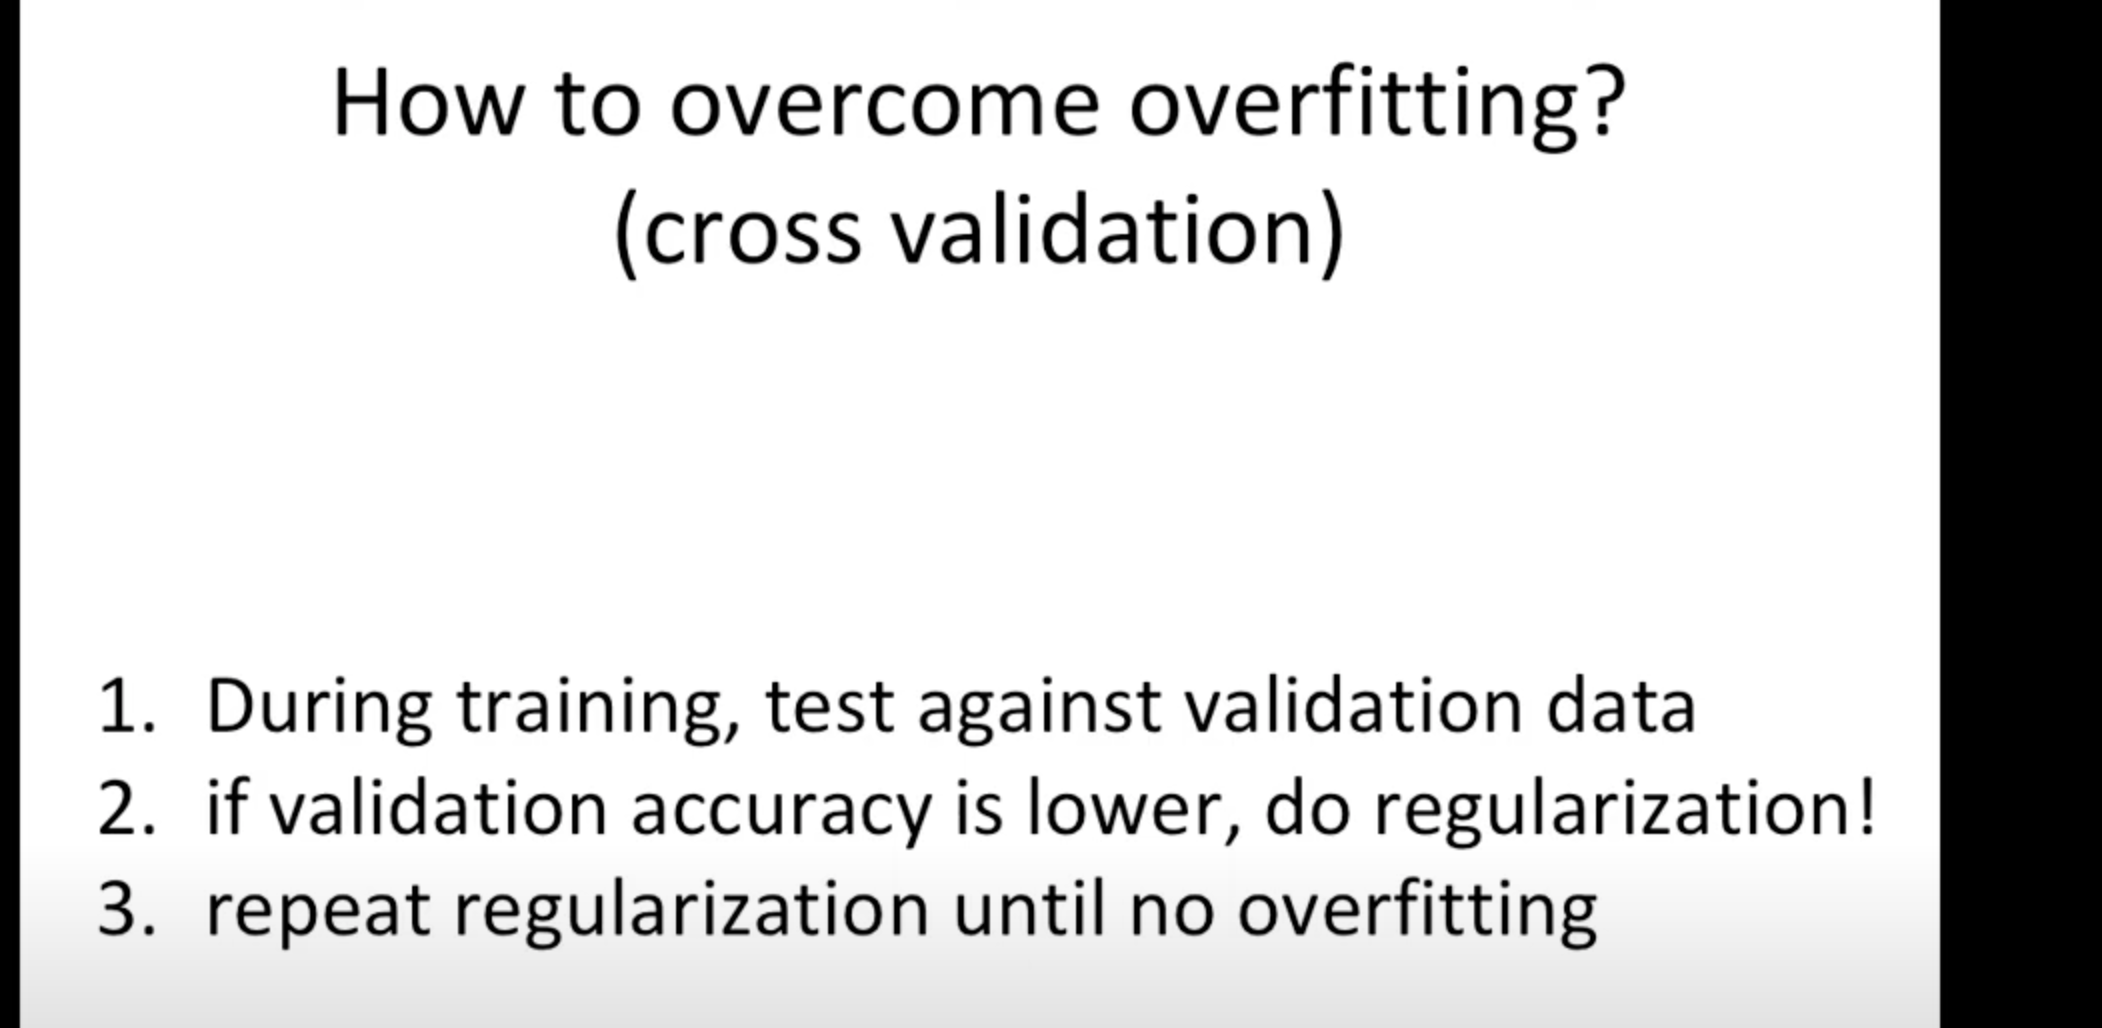 How to overcome overfitting?
(cross validation)
1. During training, test against validation data
2. if validation accuracy is lower, do regularization!
3. repeat regularization until no overfitting